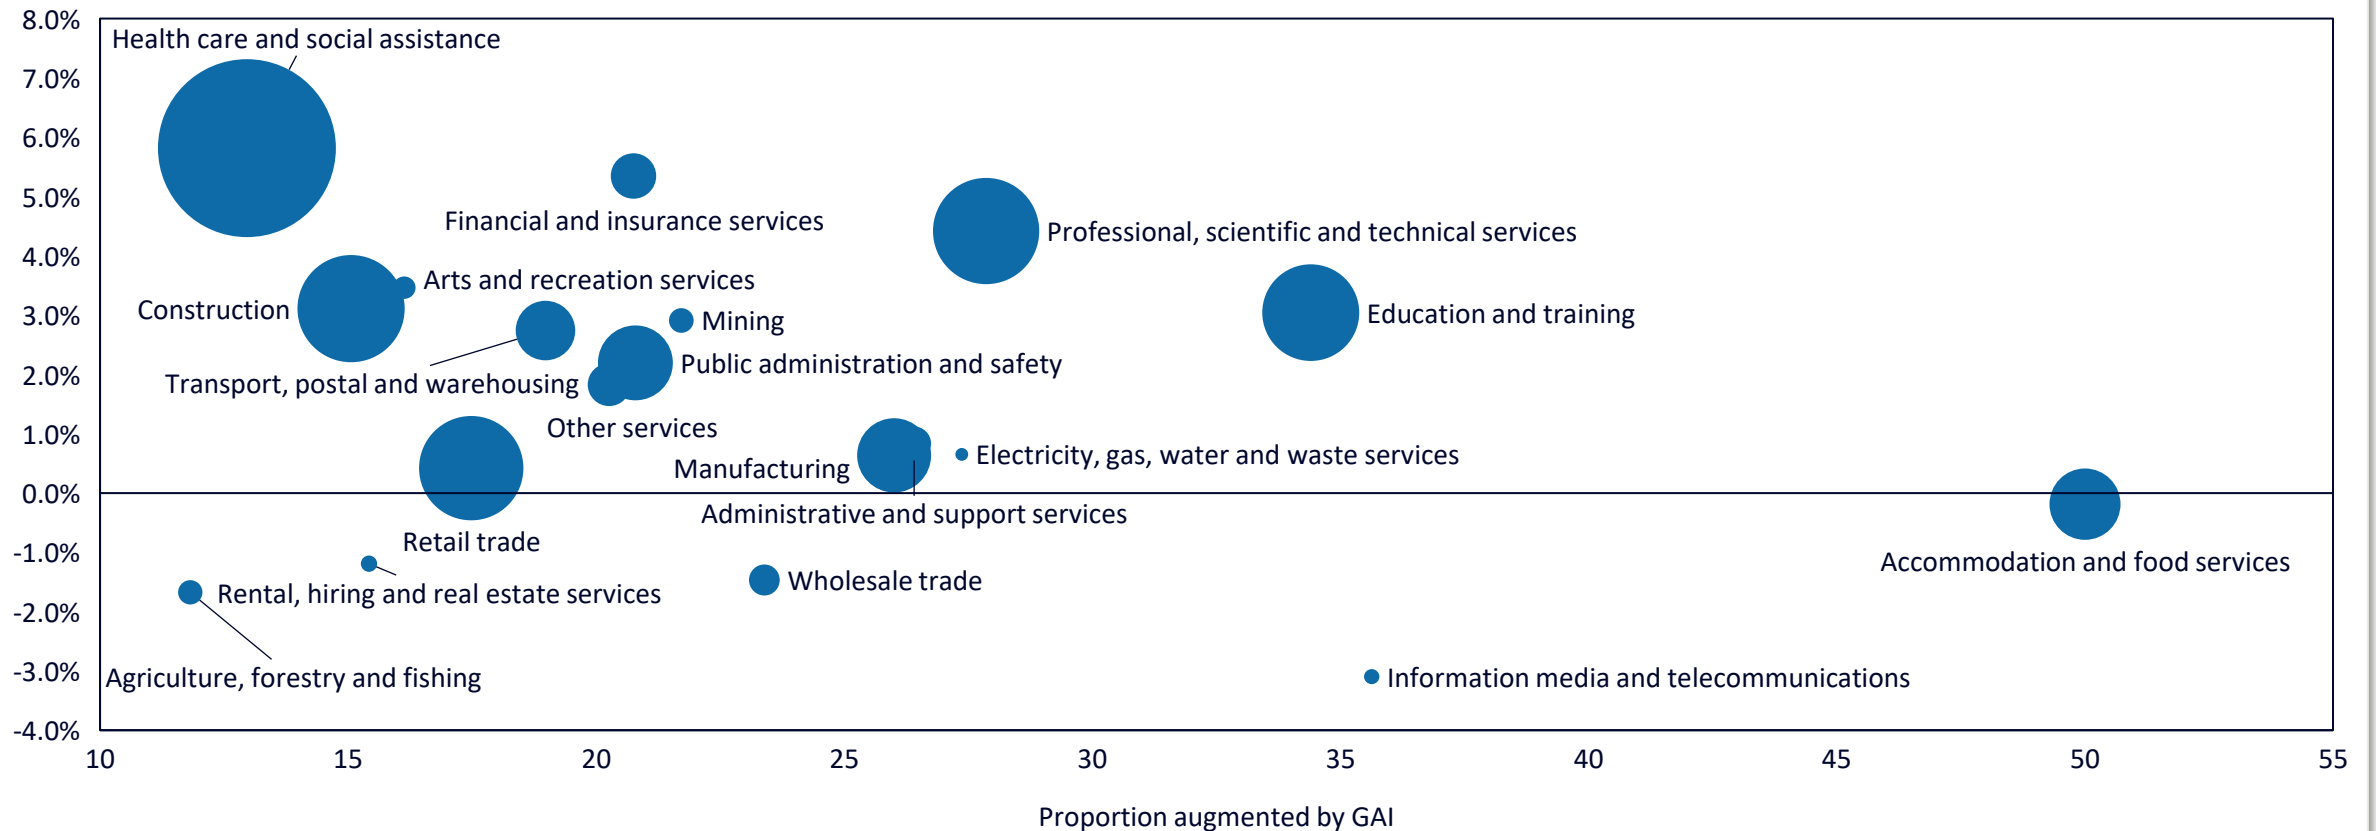 8.0%
Health care and social assistance
7.0%
6.0%
5.0%
Financial and insurance services
Professional, scientific and technical services
4.0%
Arts and recreation services
Construction
3.0%
Mining
Education and training
Public administration and safety
2.0%
Transport, postal and warehousing
Other services
1.0%
Manufacturing
Electricity, gas, water and waste services
0.0%
Administrative and support services
Retail trade
-1.0%
Accommodation and food services
Rental, hiring and real estate services
Wholesale trade
-2.0%
-3.0%
Agriculture, forestry and fishing
Information media and telecommunications
-4.0%
10 15 20 25 30 35 40 45 50 55
Proportion augmented by GAI